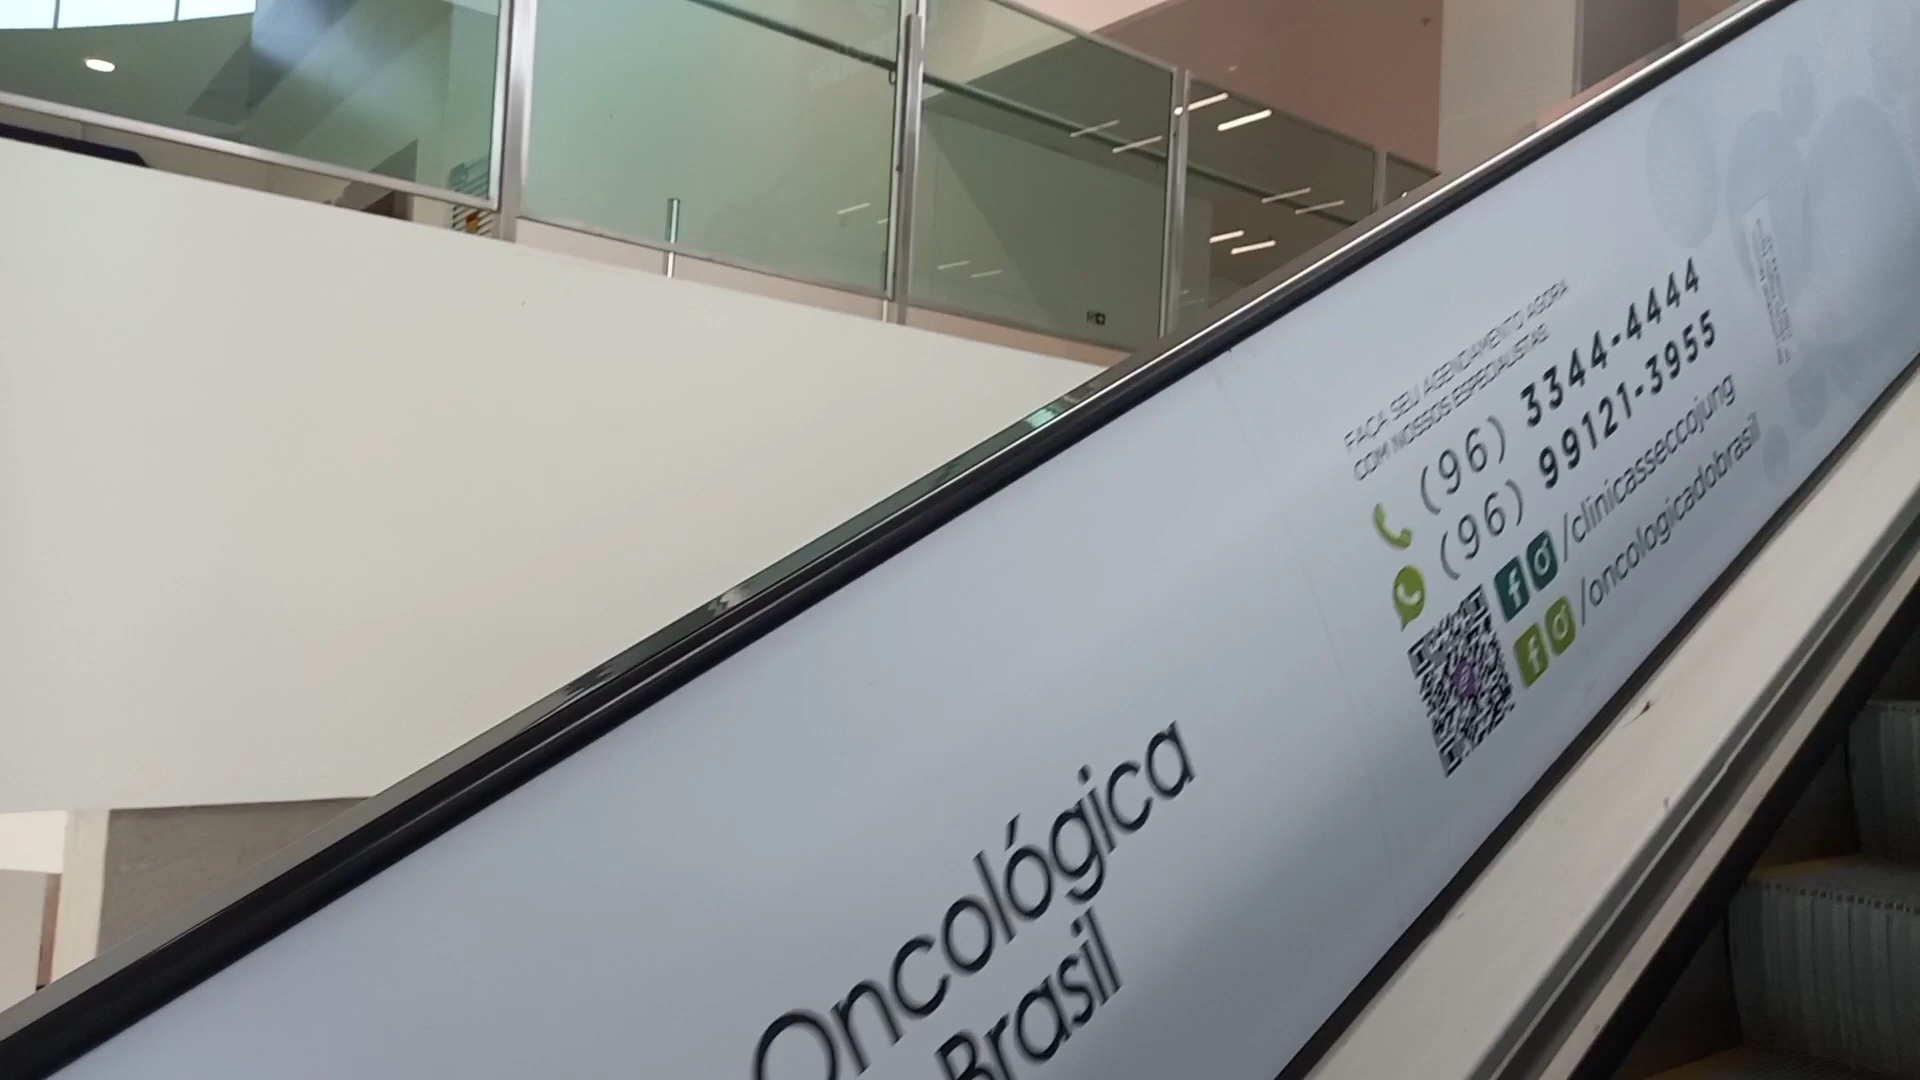 FAÇA SEU AGENDAMENTO AGORA
COM NOSSOS ESPECIALISTAS!
(96) 3344-4444
(96) 99121-3955
/clinicasseccojung
/oncologicadobrasil
Oncológica
Brasil